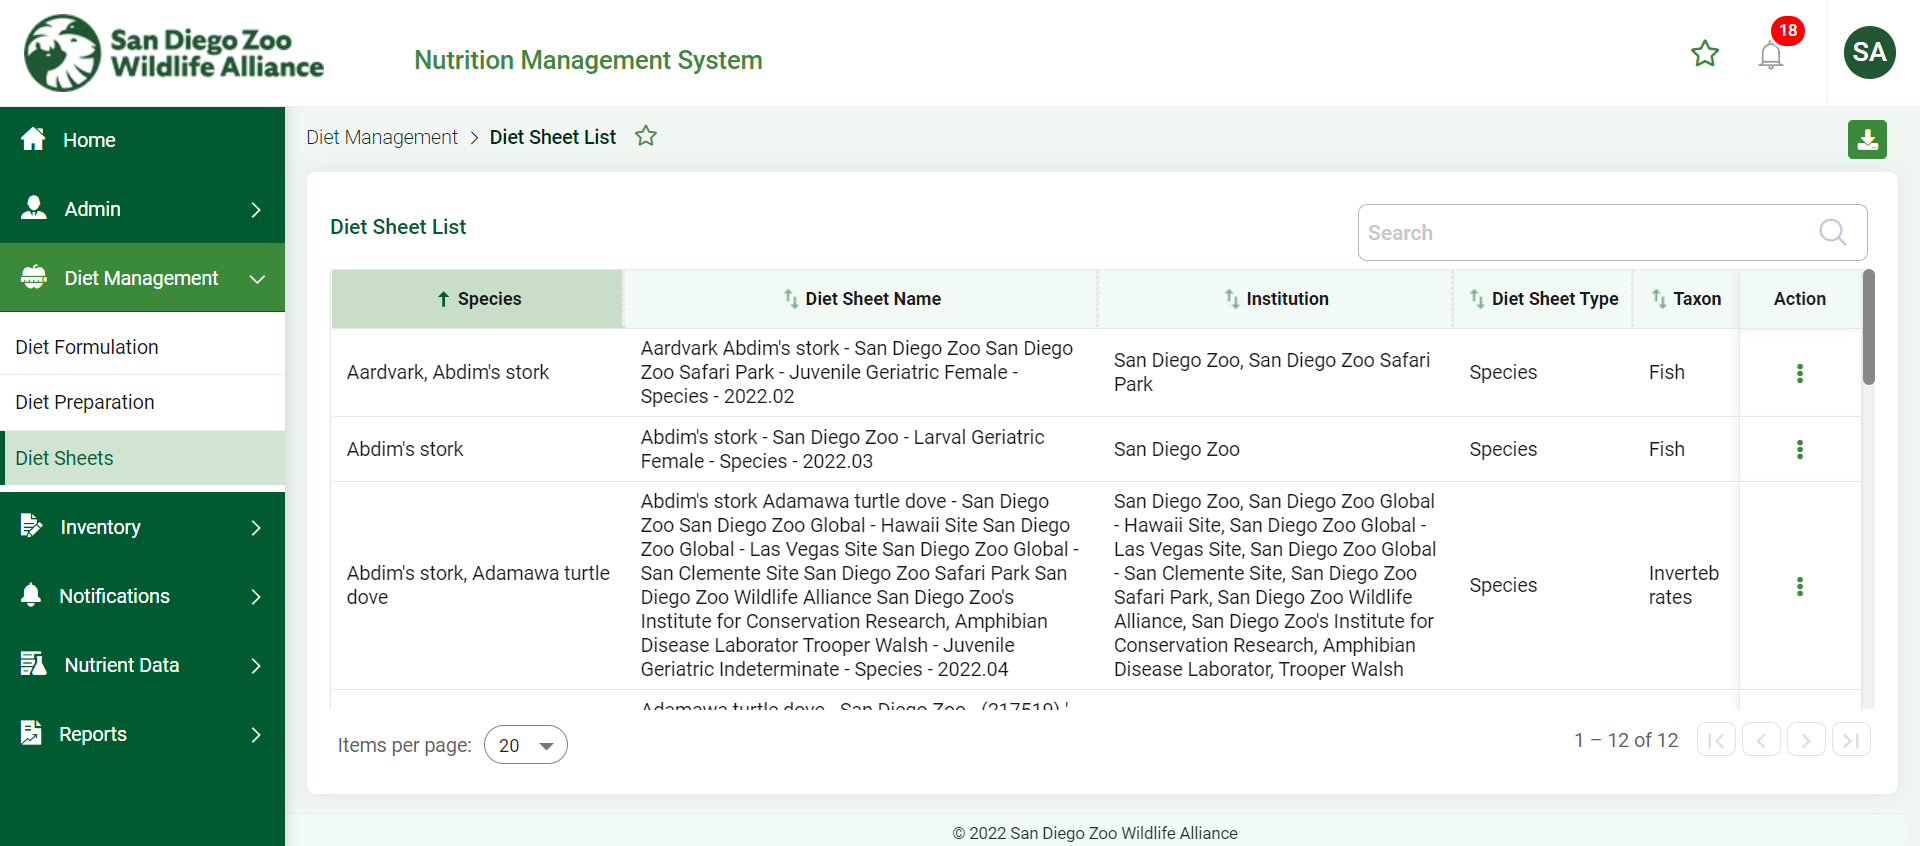 San Diego Zoo
Wildlife Alliance
Nutrition Management System
18
SA
Home
Admin
Diet Management
Diet Formulation
Diet Preparation
Diet Sheets
Inventory
Notifications
Nutrient Data
Reports
Diet Management > Diet Sheet List
Diet Sheet List
Search
Species Diet Sheet Name Institution Diet Sheet Type Taxon Action
Aardvark, Abdim's stork
Aardvark Abdim's stork - San Diego Zoo San Diego
Zoo Safari Park - Juvenile Geriatric Female -
Species - 2022.02
San Diego Zoo, San Diego Zoo Safari
Park
Species
Fish
Abdim's stork
Abdim's stork - San Diego Zoo - Larval Geriatric
Female - Species - 2022.03
San Diego Zoo
Species
Fish
Abdim's stork, Adamawa turtle
dove
Abdim's stork Adamawa turtle dove - San Diego
Zoo San Diego Zoo Global - Hawaii Site San Diego
Zoo Global - Las Vegas Site San Diego Zoo Global -
San Clemente Site San Diego Zoo Safari Park San
Diego Zoo Wildlife Alliance San Diego Zoo's
Institute for Conservation Research, Amphibian
Disease Laborator Trooper Walsh - Juvenile
Geriatric Indeterminate - Species - 2022.04
San Diego Zoo, San Diego Zoo Global
- Hawaii Site, San Diego Zoo Global -
Las Vegas Site, San Diego Zoo Global
- San Clemente Site, San Diego Zoo
Safari Park, San Diego Zoo Wildlife
Alliance, San Diego Zoo's Institute for
Conservation Research, Amphibian
Disease Laborator, Trooper Walsh
Species
Inverteb
rates
Adamawa turtle dove - San Diego Zoo - (217519) '
Items per page: 20
1 – 12 of 12
© 2022 San Diego Zoo Wildlife Alliance